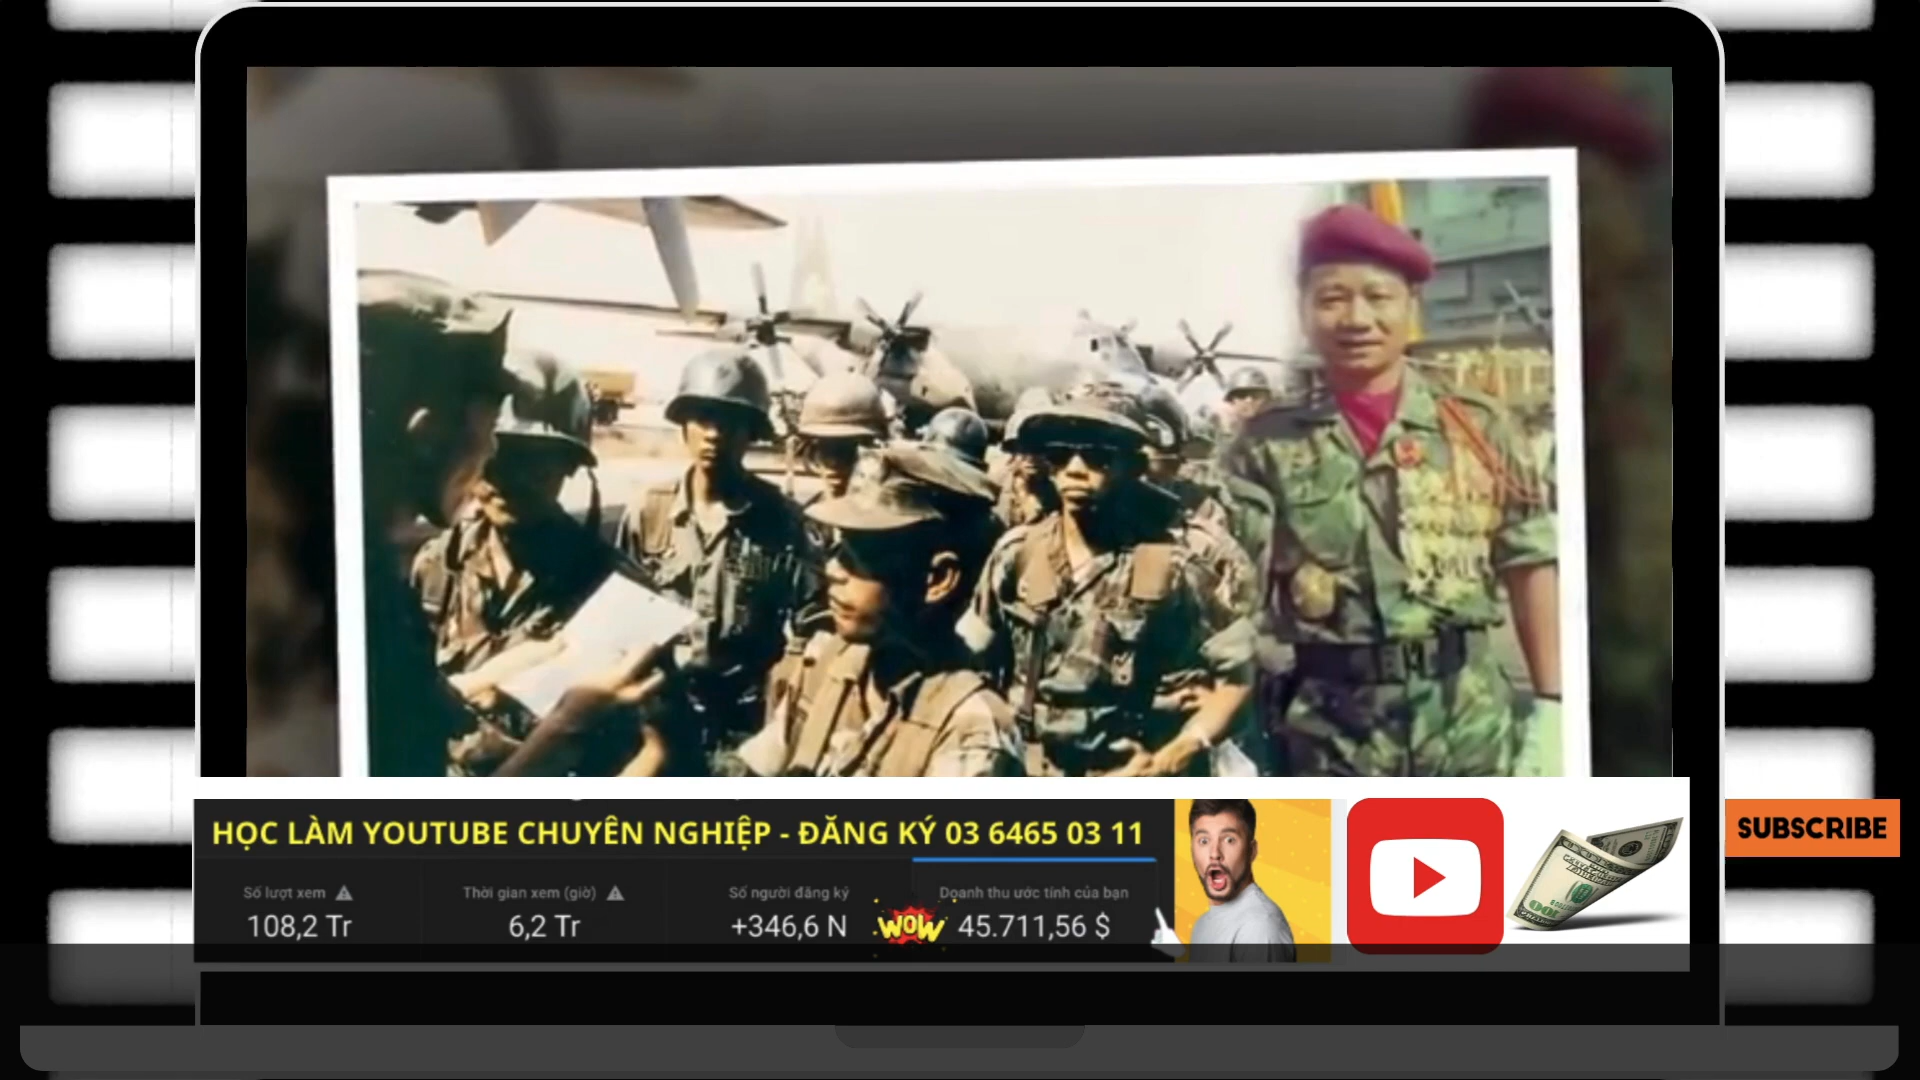 HỌC LÀM YOUTUBE CHUYÊN NGHIỆP - ĐĂNG KÝ 03 6465 03 11
SUBSCRIBE
Số lượt xem
Thời gian xem (giờ)
Số người đăng ký
Doanh thu ước tính của bạn
108,2 Tr
6,2 Tr
+346,6 N
WOW
45.711,56 $